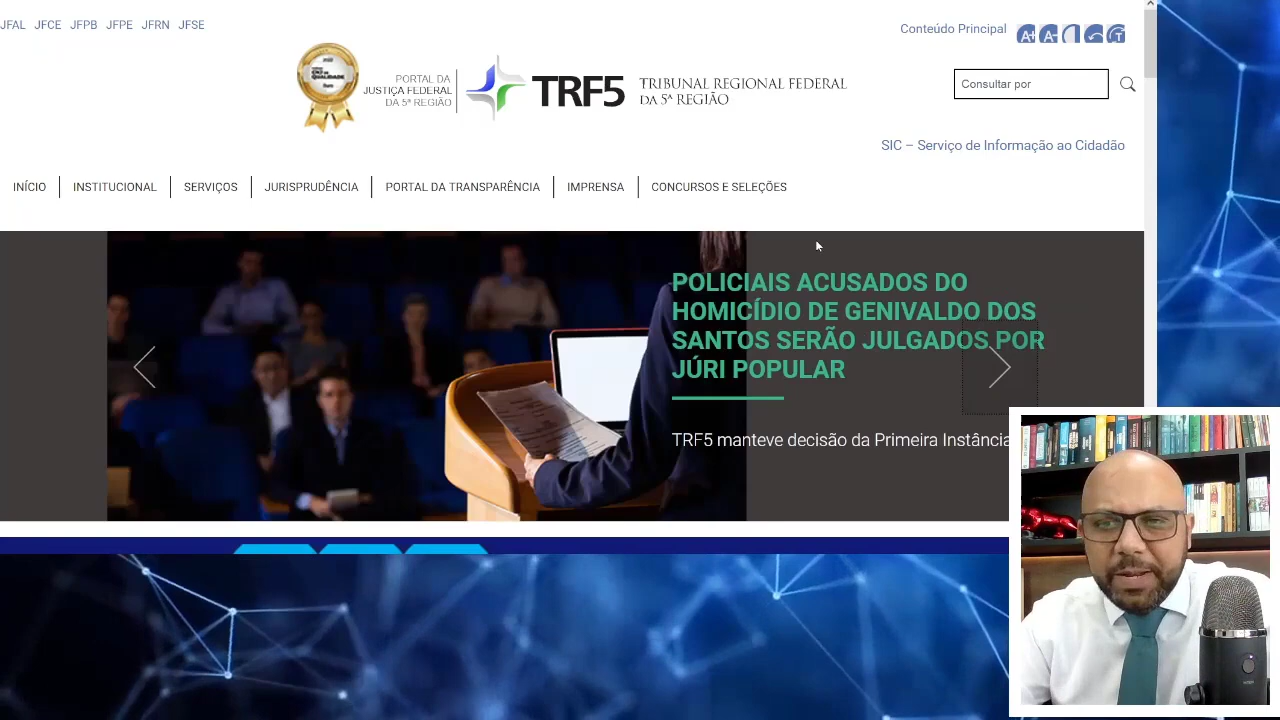 JFAL JFCE JFPB JFPE JFRN JFSE
Conteúdo Principal A+ A-
PORTAL DA
JUSTIÇA FEDERAL
DA 5ª REGIÃO
TRF5
TRIBUNAL REGIONAL FEDERAL
DA 5ª REGIÃO
Consultar por
SIC – Serviço de Informação ao Cidadão
INÍCIO
INSTITUCIONAL
SERVIÇOS
JURISPRUDÊNCIA
PORTAL DA TRANSPARÊNCIA
IMPRENSA
CONCURSOS E SELEÇÕES
POLICIAIS ACUSADOS DO
HOMICÍDIO DE GENIVALDO DOS
SANTOS SERÃO JULGADOS POR
JÚRI POPULAR
TRF5 manteve decisão da Primeira Instância